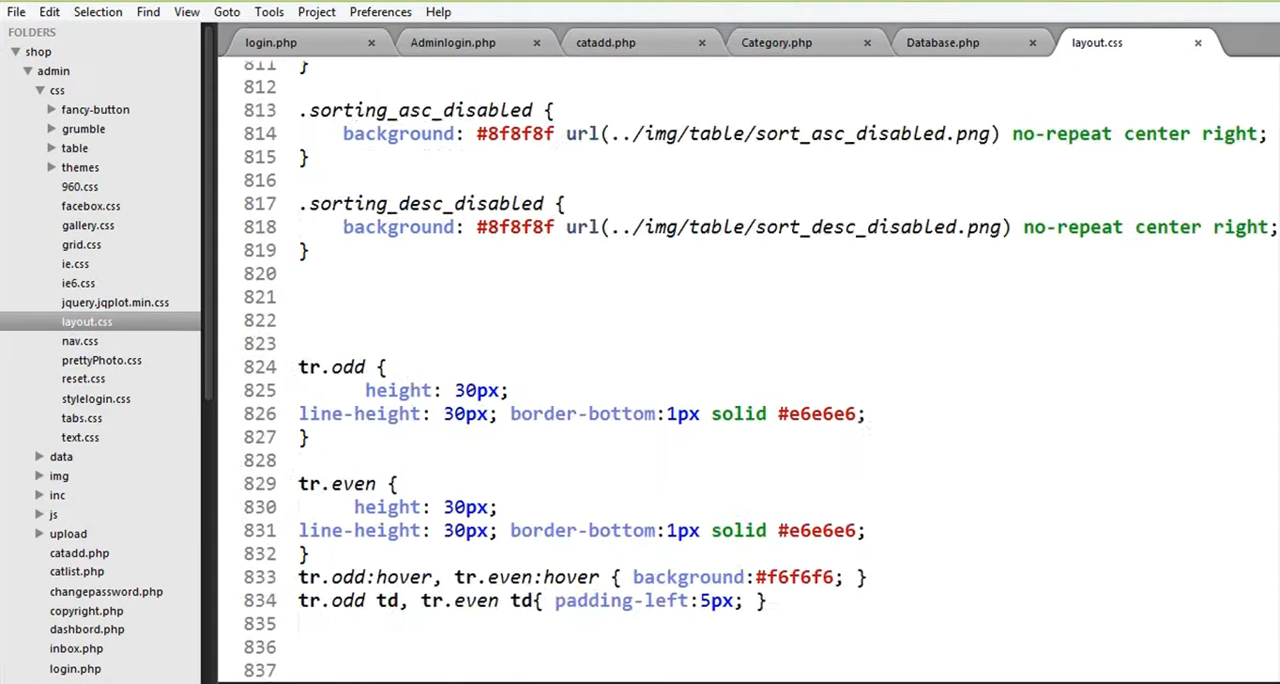 File Edit Selection Find View Goto Tools Project Preferences Help
FOLDERS
shop
admin
css
fancy-button
grumble
table
themes
960.css
facebox.css
gallery.css
grid.css
ie.css
ie6.css
jquery.jqplot.min.css
layout.css
nav.css
prettyPhoto.css
reset.css
stylelogin.css
tabs.css
text.css
data
img
inc
js
upload
catadd.php
catlist.php
changepassword.php
copyright.php
dashbord.php
inbox.php
login.php
login.php × Adminlogin.php × catadd.php × Category.php × Database.php × layout.css ×
811 }
812
813 .sorting_asc_disabled {
814 background: #8f8f8f url(../img/table/sort_asc_disabled.png) no-repeat center right;
815 }
816
817 .sorting_desc_disabled {
818 background: #8f8f8f url(../img/table/sort_desc_disabled.png) no-repeat center right;
819 }
820
821
822
823
824 tr.odd {
825 height: 30px;
826 line-height: 30px; border-bottom:1px solid #e6e6e6;
827 }
828
829 tr.even {
830 height: 30px;
831 line-height: 30px; border-bottom:1px solid #e6e6e6;
832 }
833 tr.odd:hover, tr.even:hover { background:#f6f6f6; }
834 tr.odd td, tr.even td{ padding-left:5px; }
835
836
837